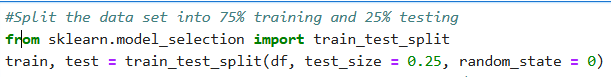 #Split the data set into 75% training and 25% testing
from sklearn.model_selection import train_test_split
train, test = train_test_split(df, test_size = 0.25, random_state = 0)